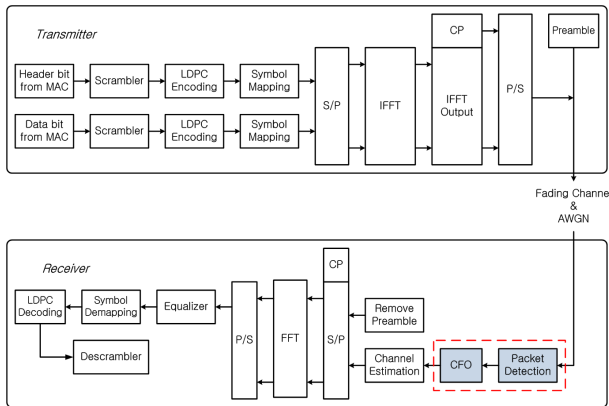 Transmitter
CP
Preamble
Header bit
from MAC
Scrambler
LDPC
Encoding
Symbol
Mapping
S/P
IFFT
IFFT
Output
P/S
Data bit
from MAC
Scrambler
LDPC
Encoding
Symbol
Mapping
Fading Channe
&
AWGN
Receiver
CP
LDPC
Decoding
Symbol
Demapping
Equalizer
P/S
FFT
S/P
Remove
Preamble
Descrambler
Channel
Estimation
CFO
Packet
Detection